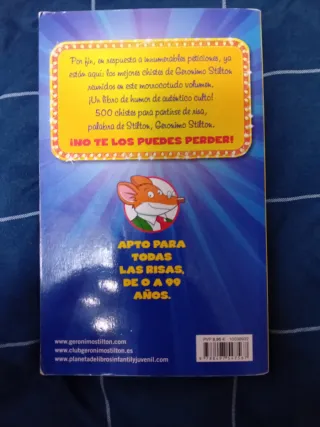 Por fin, en respuesta a innumerables peticiones, ya
están aquí: los mejores chistes de Geronimo Stilton
reunidos en este morrocotudo volumen.
¡Un libro de humor de auténtico culto!
500 chistes para partirse de risa,
palabra de Stilton, Geronimo Stilton.
¡NO TE LOS PUEDES PERDER!
APTO PARA
TODAS
LAS RISAS,
DE 0 A 99
AÑOS.
www.geronimostilton.com
www.clubgeronimostilton.es
www.planetadelibrosinfantilyjuvenil.com